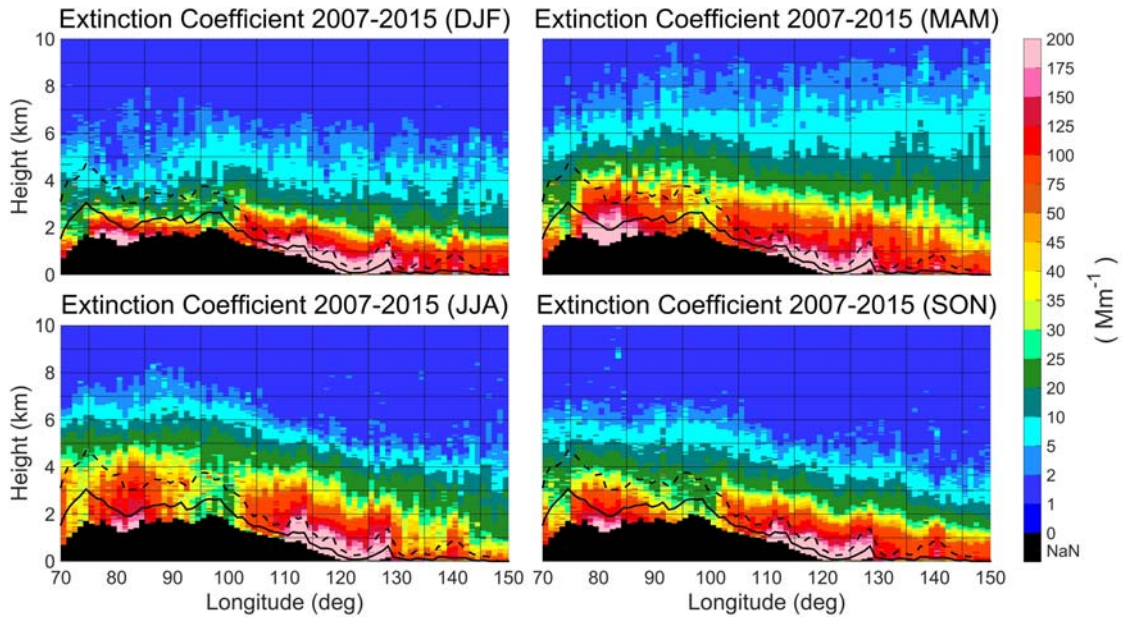 Extinction Coefficient 2007-2015 (DJF)
Extinction Coefficient 2007-2015 (MAM)
10
8
6
4
2
0
Height (km)
Extinction Coefficient 2007-2015 (JJA)
Extinction Coefficient 2007-2015 (SON)
10
8
6
4
2
0
Height (km)
70 80 90 100 110 120 130 140 150
70 80 90 100 110 120 130 140 150
Longitude (deg)
Longitude (deg)
200
175
150
125
100
75
50
45
40
35
30
25
20
10
5
2
1
0
NaN
( Mm-1 )